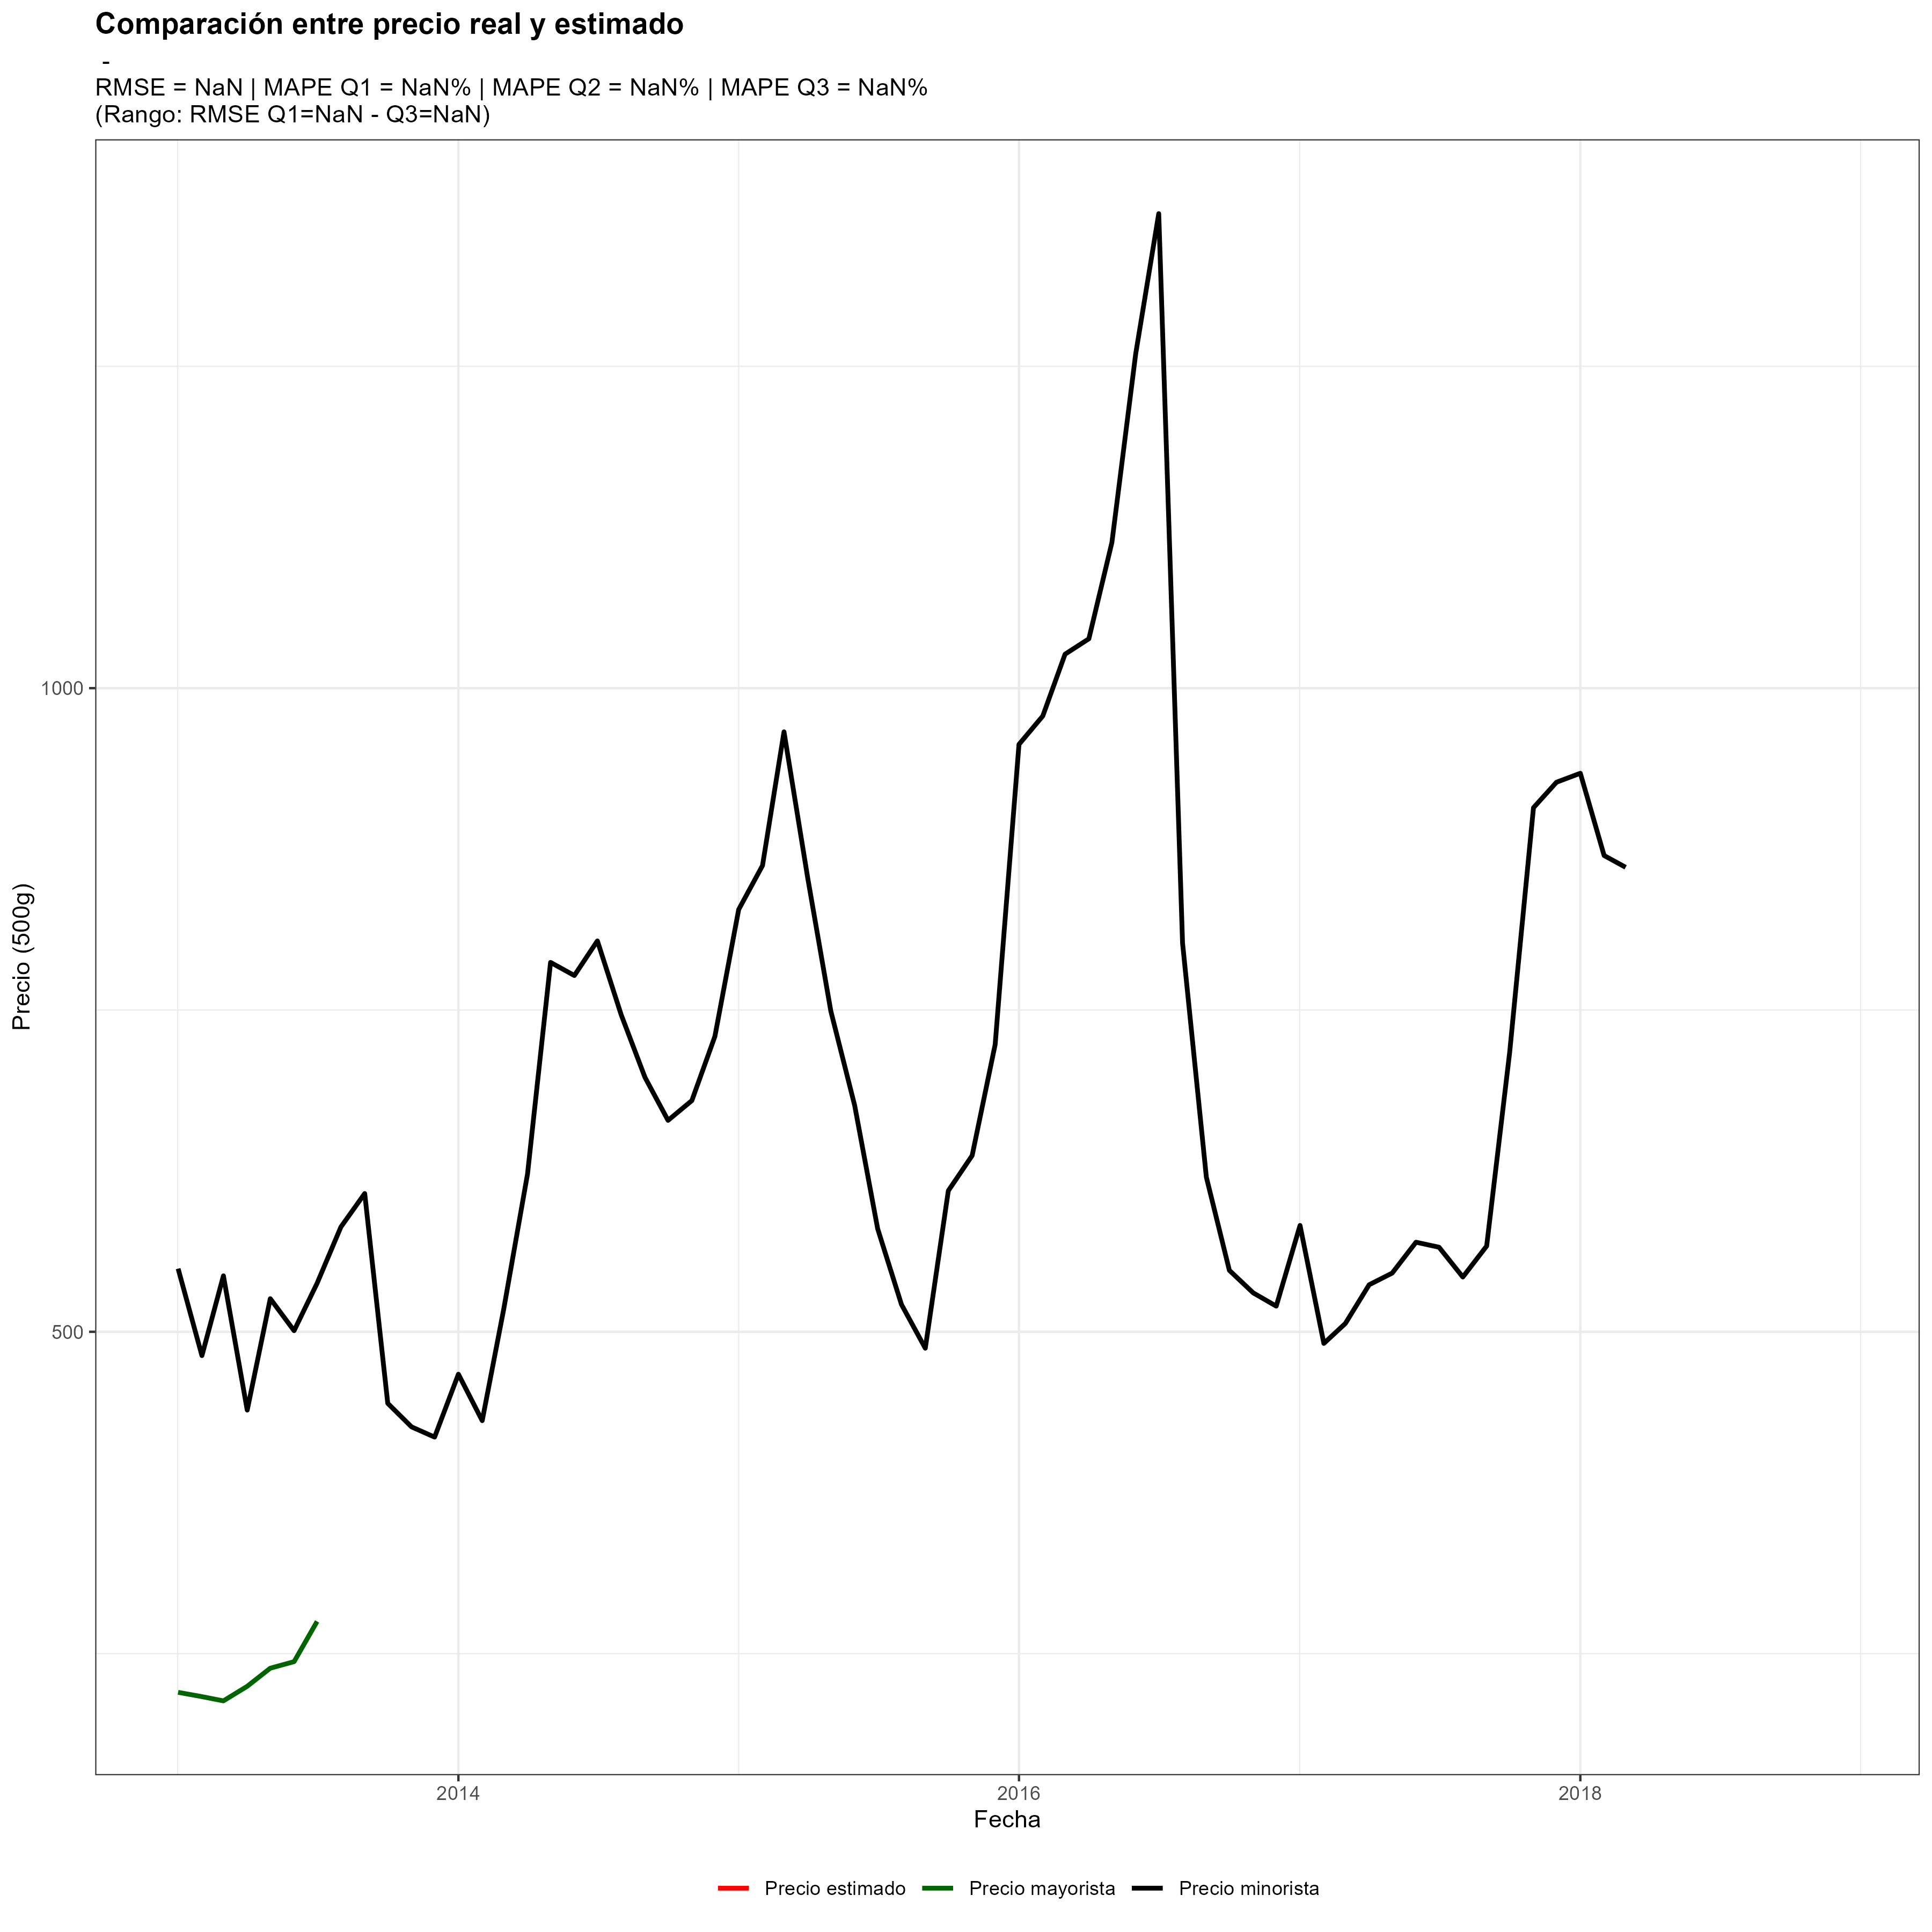 Comparación entre precio real y estimado
-
RMSE = NaN | MAPE Q1 = NaN% | MAPE Q2 = NaN% | MAPE Q3 = NaN%
(Rango: RMSE Q1=NaN - Q3=NaN)
Precio (500g)
1000
500
2014
2016
2018
Fecha
Precio estimado
Precio mayorista
Precio minorista